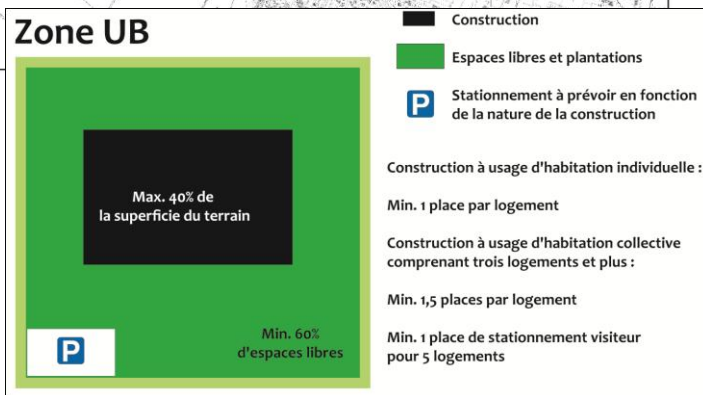 Zone UB
Max. 40% de
la superficie du terrain
P
Min. 60%
d'espaces libres
Construction
Espaces libres et plantations
P
Stationnement à prévoir en fonction
de la nature de la construction
Construction à usage d'habitation individuelle :
Min. 1 place par logement
Construction à usage d'habitation collective
comprenant trois logements et plus :
Min. 1,5 places par logement
Min. 1 place de stationnement visiteur
pour 5 logements